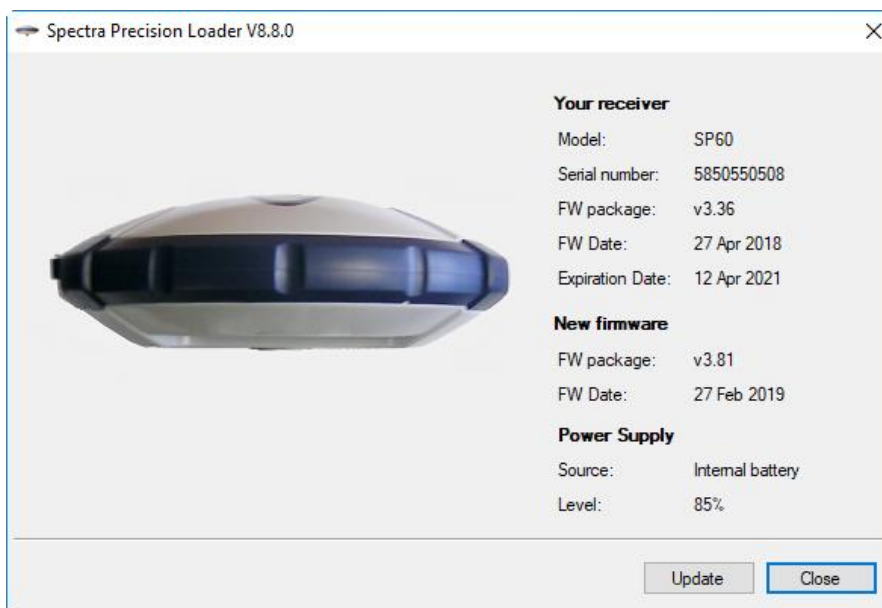 Spectra Precision Loader V8.8.0
Your receiver
Model: SP60
Serial number: 5850550508
FW package: v3.36
FW Date: 27 Apr 2018
Expiration Date: 12 Apr 2021
New firmware
FW package: v3.81
FW Date: 27 Feb 2019
Power Supply
Source: Internal battery
Level: 85%
Update Close